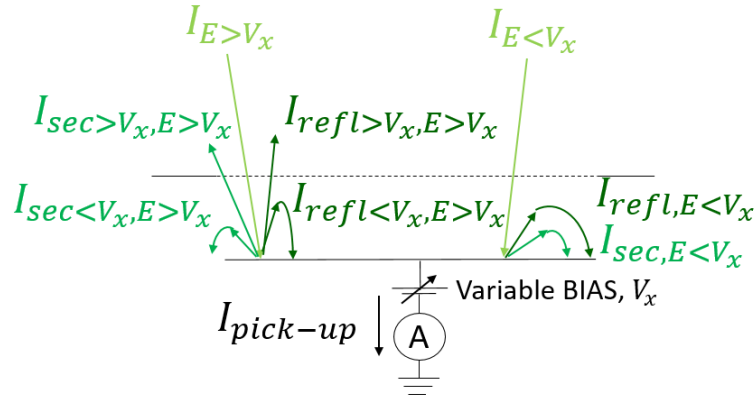 I_{E>V_x}
I_{E<V_x}
I_{sec>V_x,E>V_x}
I_{refl>V_x,E>V_x}
I_{sec<V_x,E>V_x}
I_{refl<V_x,E>V_x}
I_{refl,E<V_x}
I_{sec,E<V_x}
Variable BIAS, V_x
I_{pick-up}
A